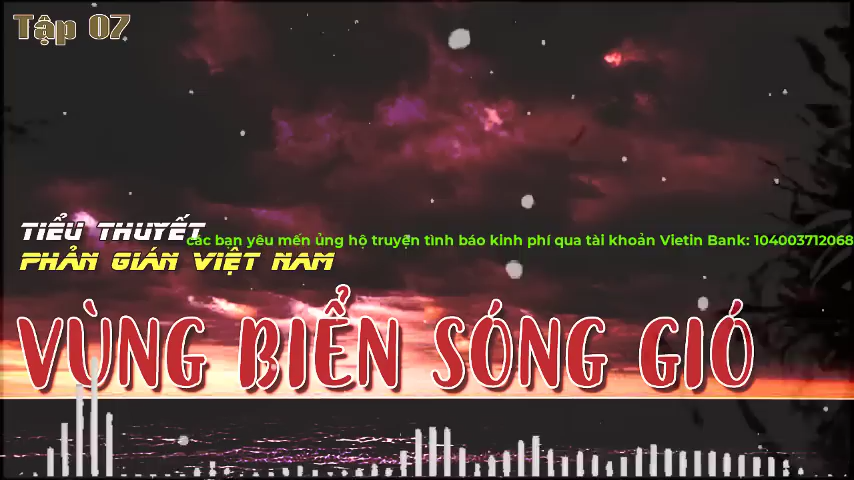 Tập 07
TIỂU THUYẾT
các bạn yêu mến ủng hộ truyện tình báo kinh phí qua tài khoản Vietin Bank: 104003712068
PHẢN GIÁN VIỆT NAM
VÙNG BIỂN SÓNG GIÓ